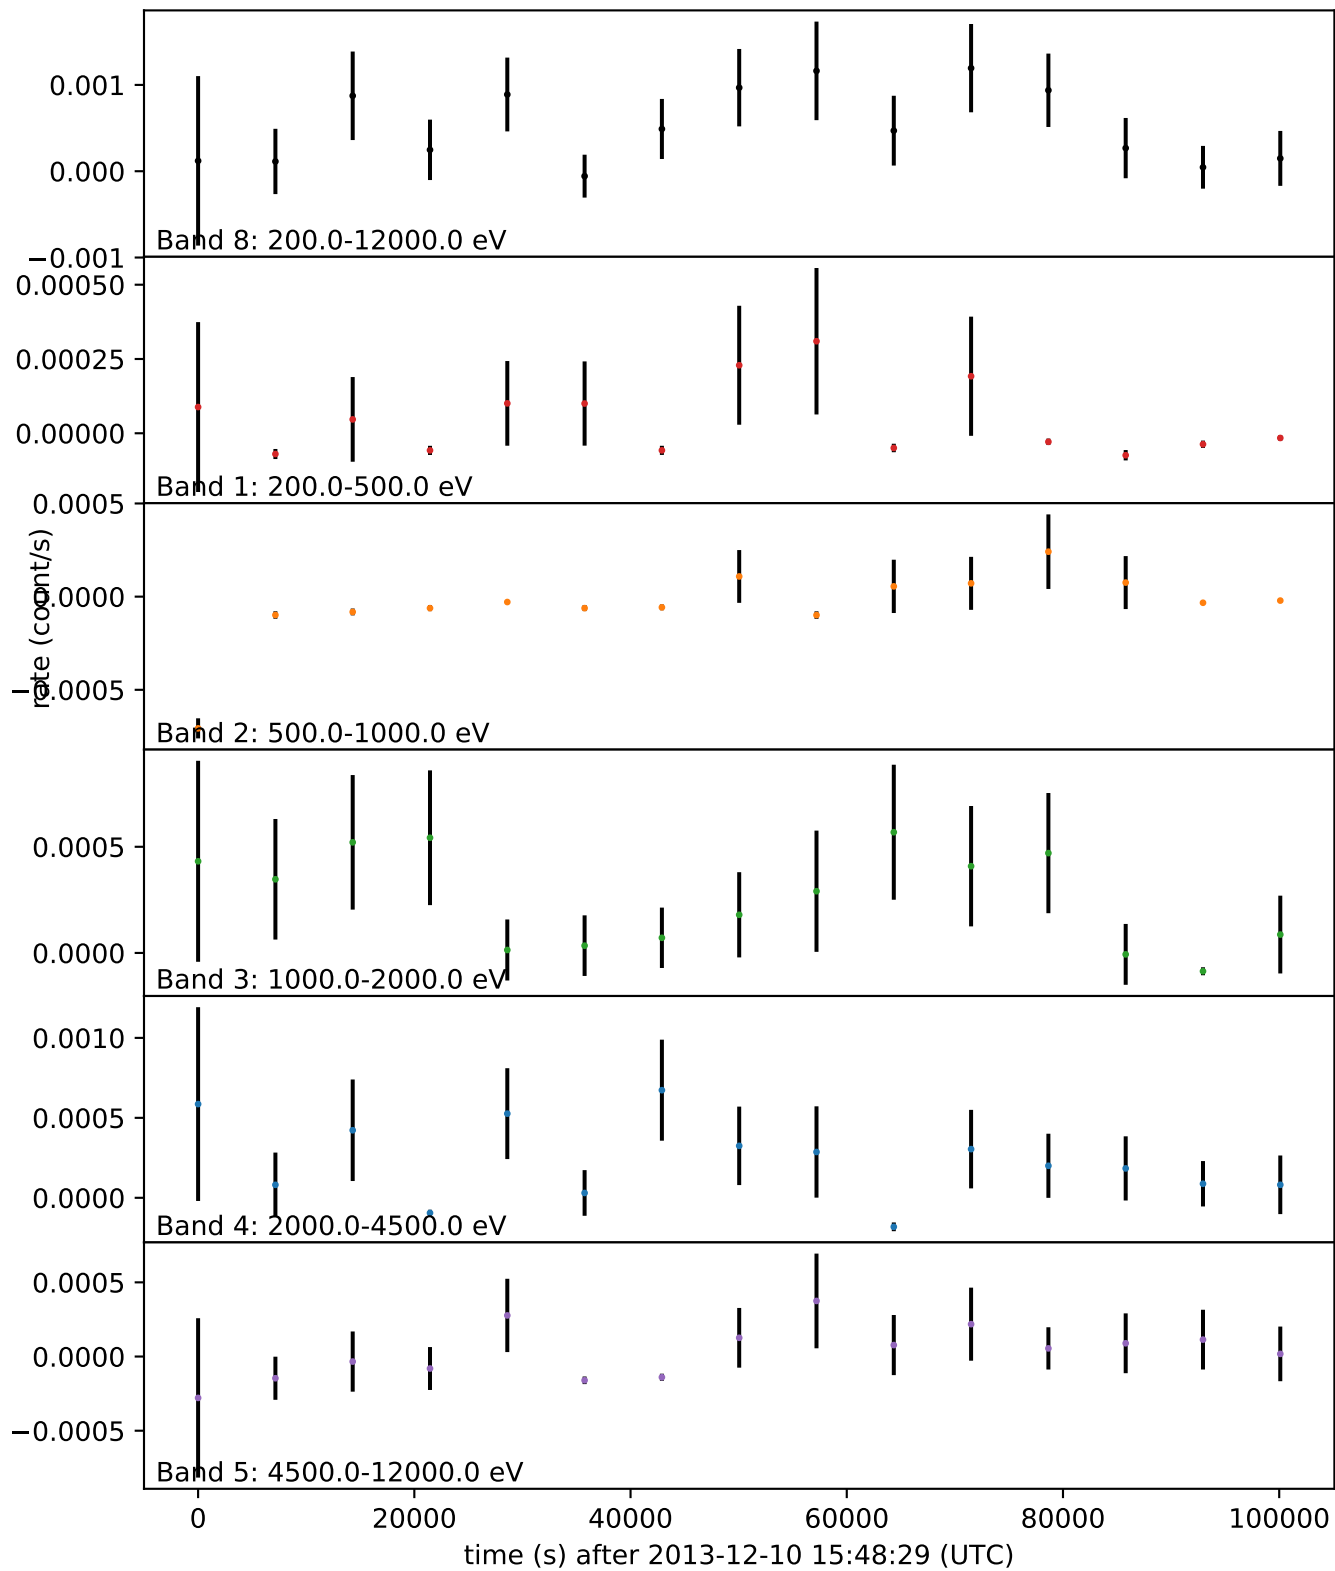 0.001
0.000
−0.001
Band 8: 200.0-12000.0 eV
0.00050
0.00025
0.00000
Band 1: 200.0-500.0 eV
0.0005
0.0000
−0.0005
rate (count/s)
Band 2: 500.0-1000.0 eV
0.0005
0.0000
Band 3: 1000.0-2000.0 eV
0.0010
0.0005
0.0000
Band 4: 2000.0-4500.0 eV
0.0005
0.0000
−0.0005
Band 5: 4500.0-12000.0 eV
0 20000 40000 60000 80000 100000
time (s) after 2013-12-10 15:48:29 (UTC)